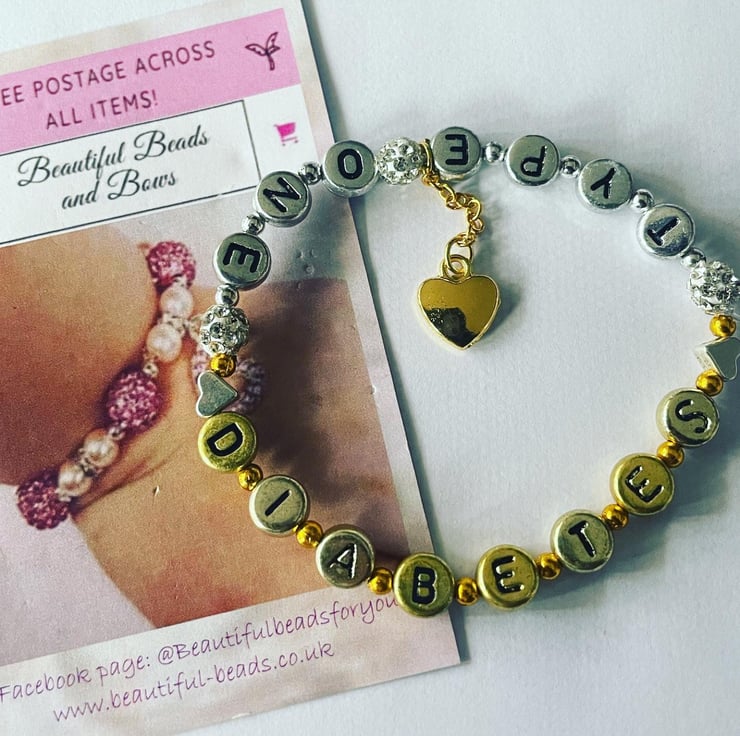 EE POSTAGE ACROSS
ALL ITEMS!
Beautiful Beads
and Bows
TYPE ONE
DIABETES
Facebook page: @Beautifulbeadsforyou
www.beautiful-beads.co.uk